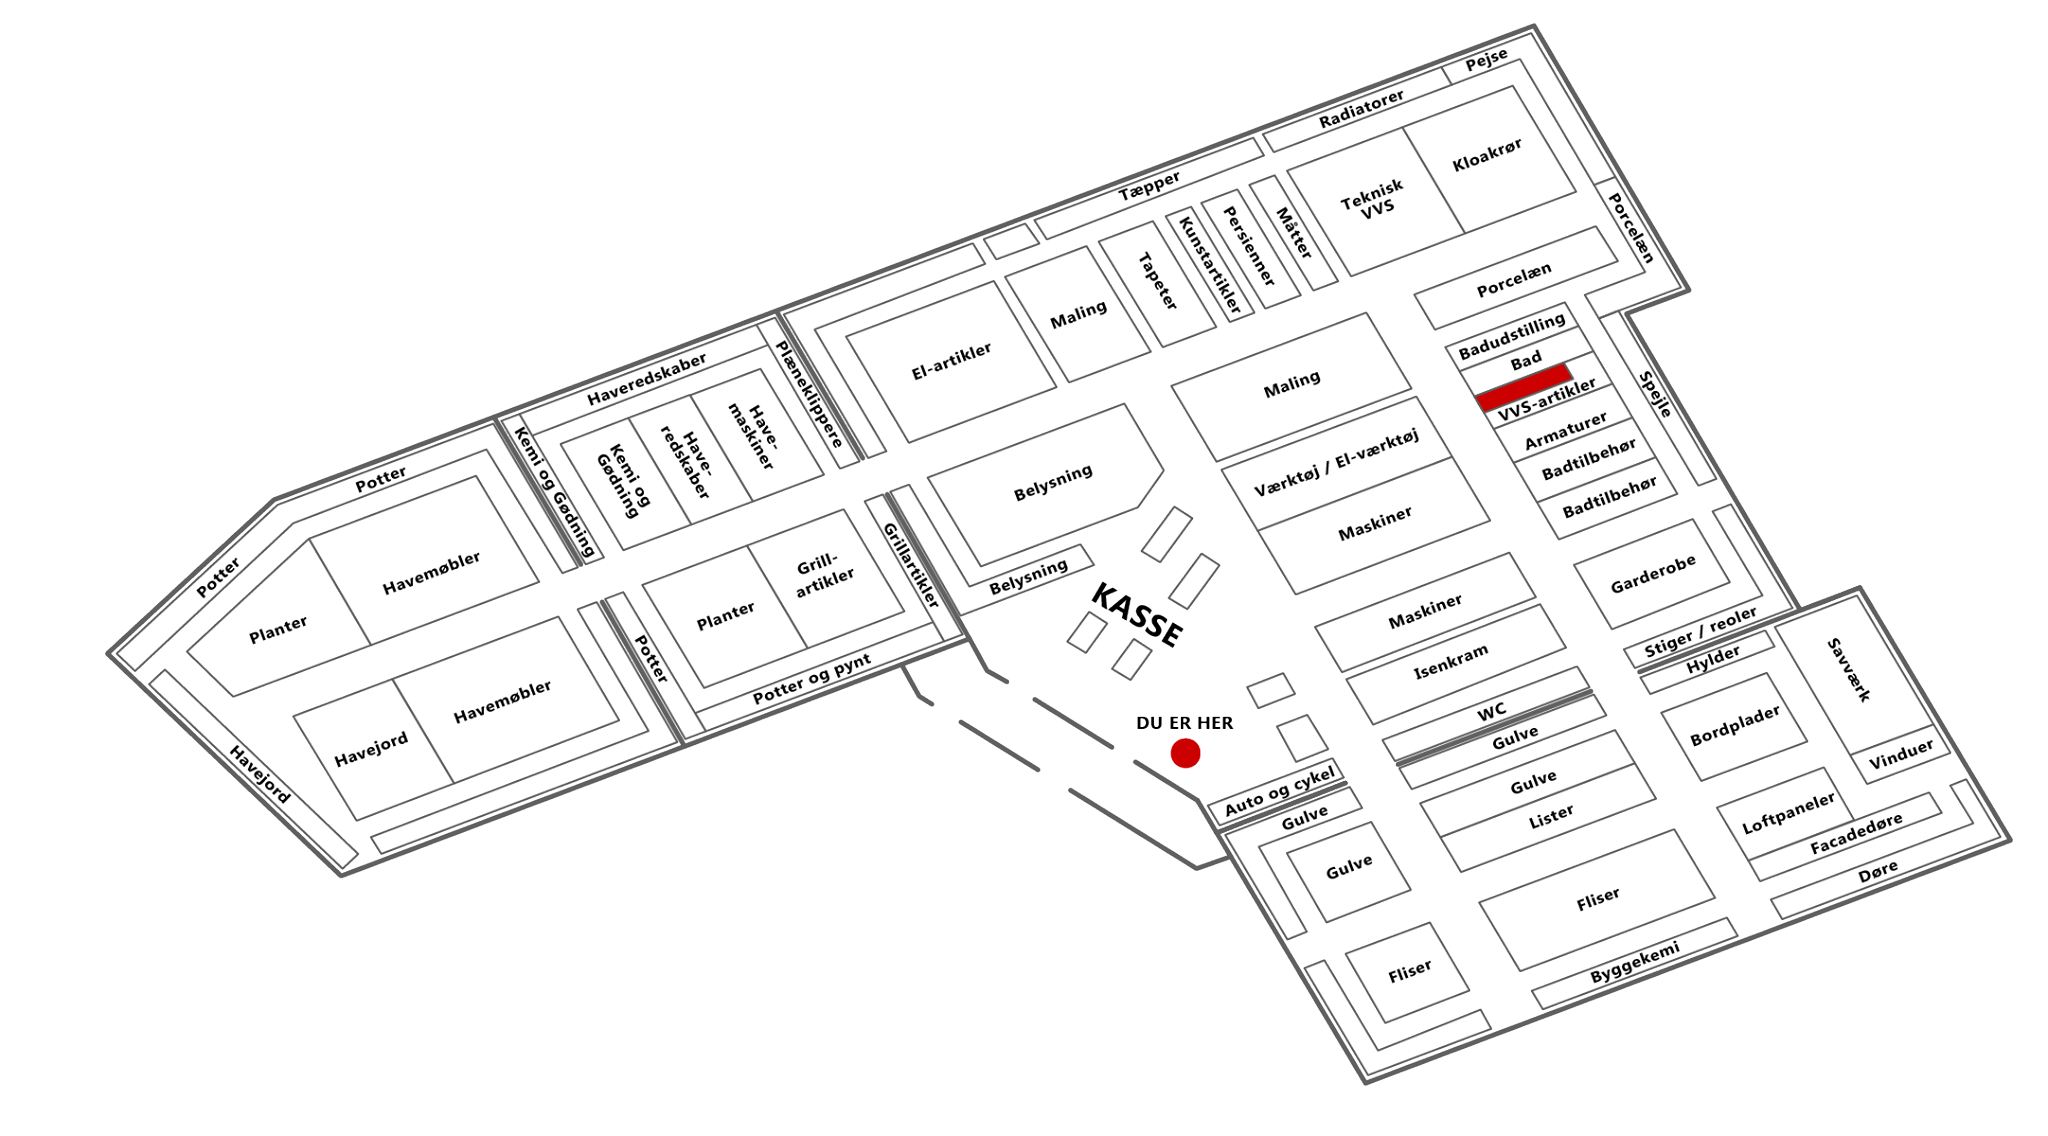 Pejse
Radiatorer
Kloakrør
Teknisk
VVS
Porcelæn
Tæpper
Måtter
Persienner
Kunstartikler
Tapeter
Maling
El-artikler
Porcelæn
Badudstilling
Bad
VVS-artikler
Armaturer
Badtilbehør
Badtilbehør
Spejle
Maling
Værktøj / El-værktøj
Maskiner
Belysning
Belysning
Plæneklippere
Haveredskaber
Have-
maskiner
Have-
redskaber
Kemi og
Gødning
Kemi og Gødning
Potter
Potter
Havemøbler
Planter
Grillartikler
Grill-
artikler
Planter
Potter og pynt
Potter
Havemøbler
Havejord
Havejord
KASSE
DU ER HER
Garderobe
Stiger / reoler
Maskiner
Isenkram
WC
Gulve
Gulve
Lister
Hylder
Savværk
Bordplader
Vinduer
Loftpaneler
Facadedøre
Døre
Auto og cykel
Gulve
Gulve
Fliser
Fliser
Byggekemi